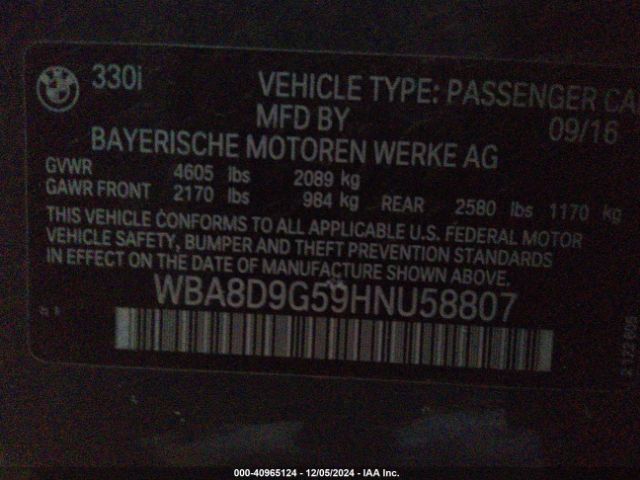 330i
VEHICLE TYPE: PASSENGER CA
MFD BY 09/16
BAYERISCHE MOTOREN WERKE AG
GVWR 4605 lbs 2089 kg
GAWR FRONT 2170 lbs 984 kg REAR 2580 lbs 1170 kg
THIS VEHICLE CONFORMS TO ALL APPLICABLE U.S. FEDERAL MOTOR
VEHICLE SAFETY, BUMPER AND THEFT PREVENTION STANDARDS
IN EFFECT ON THE DATE OF MANUFACTURE SHOWN ABOVE.
WBA8D9G59HNU58807
000-40965124 - 12/05/2024 - IAA Inc.